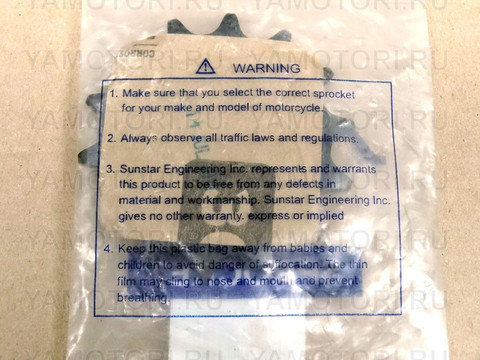 YAMOTORI.RU YAMOTORI.RU
⚠ WARNING
1. Make sure that you select the correct sprocket
for your make and model of motorcycle.
2. Always observe all traffic laws and regulations.
3. Sunstar Engineering Inc. represents and warrants
this product to be free from any defects in
material and workmanship. Sunstar Engineering Inc.
gives no other warranty. express or implied
4. Keep this plastic bag away from babies and
children to avoid danger of suffocation. The thin
film may cling to nose and mouth and prevent
breathing.